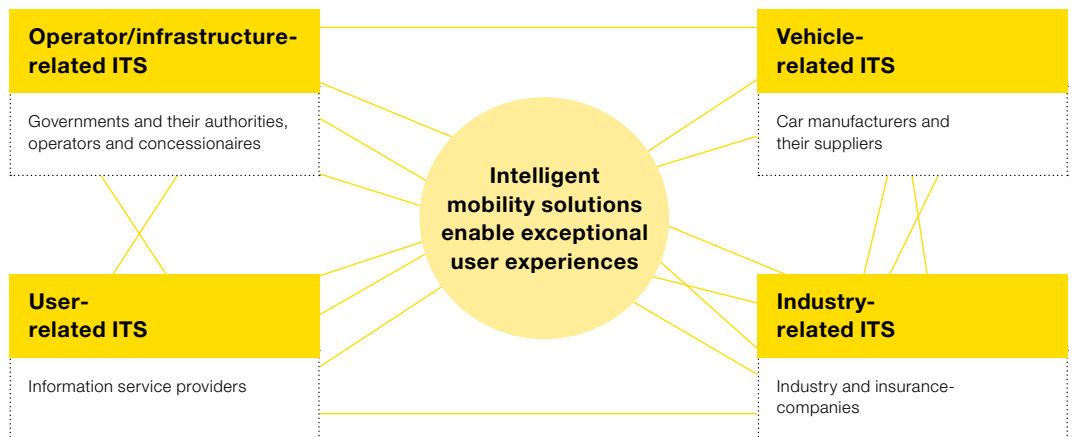 Operator/infrastructure-
related ITS
Governments and their authorities,
operators and concessionaires
Vehicle-
related ITS
Car manufacturers and
their suppliers
Intelligent
mobility solutions
enable exceptional
user experiences
User-
related ITS
Information service providers
Industry-
related ITS
Industry and insurance-
companies